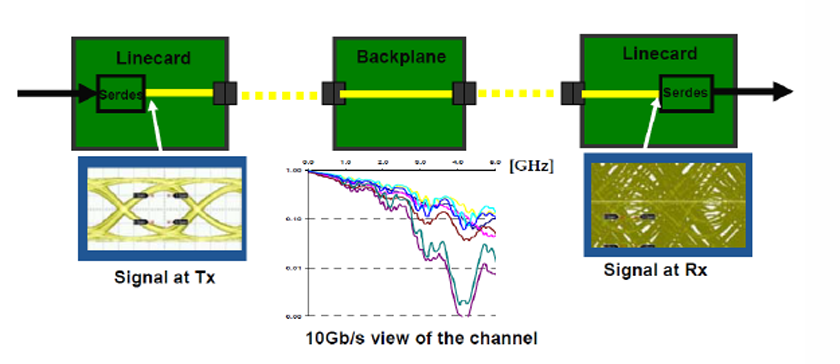 Linecard
Backplane
Linecard
Serdes
Serdes
0.0 1.0 2.0 3.0 4.0 5.0 [GHz]
1.00
0.10
0.01
0.00
Signal at Tx
Signal at Rx
10Gb/s view of the channel